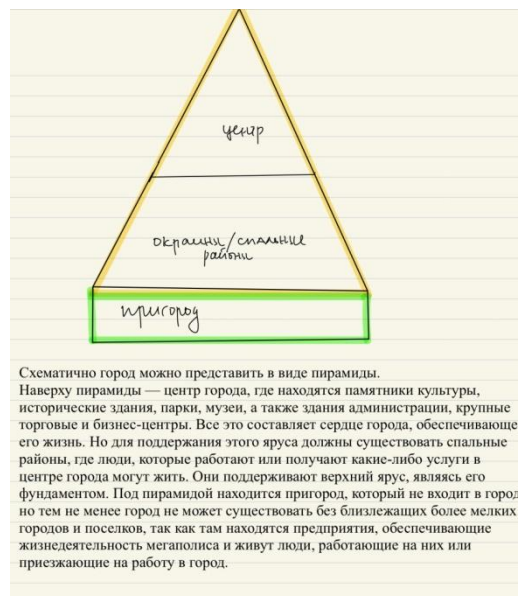 центр
окраины/спальные
районы
пригород
Схематично город можно представить в виде пирамиды.
Наверху пирамиды — центр города, где находятся памятники культуры,
исторические здания, парки, музеи, а также здания администрации, крупные
торговые и бизнес-центры. Все это составляет сердце города, обеспечивающе
его жизнь. Но для поддержания этого яруса должны существовать спальные
районы, где люди, которые работают или получают какие-либо услуги в
центре города могут жить. Они поддерживают верхний ярус, являясь его
фундаментом. Под пирамидой находится пригород, который не входит в город
но тем не менее город не может существовать без близлежащих более мелких
городов и поселков, так как там находятся предприятия, обеспечивающие
жизнедеятельность мегаполиса и живут люди, работающие на них или
приезжающие на работу в город.